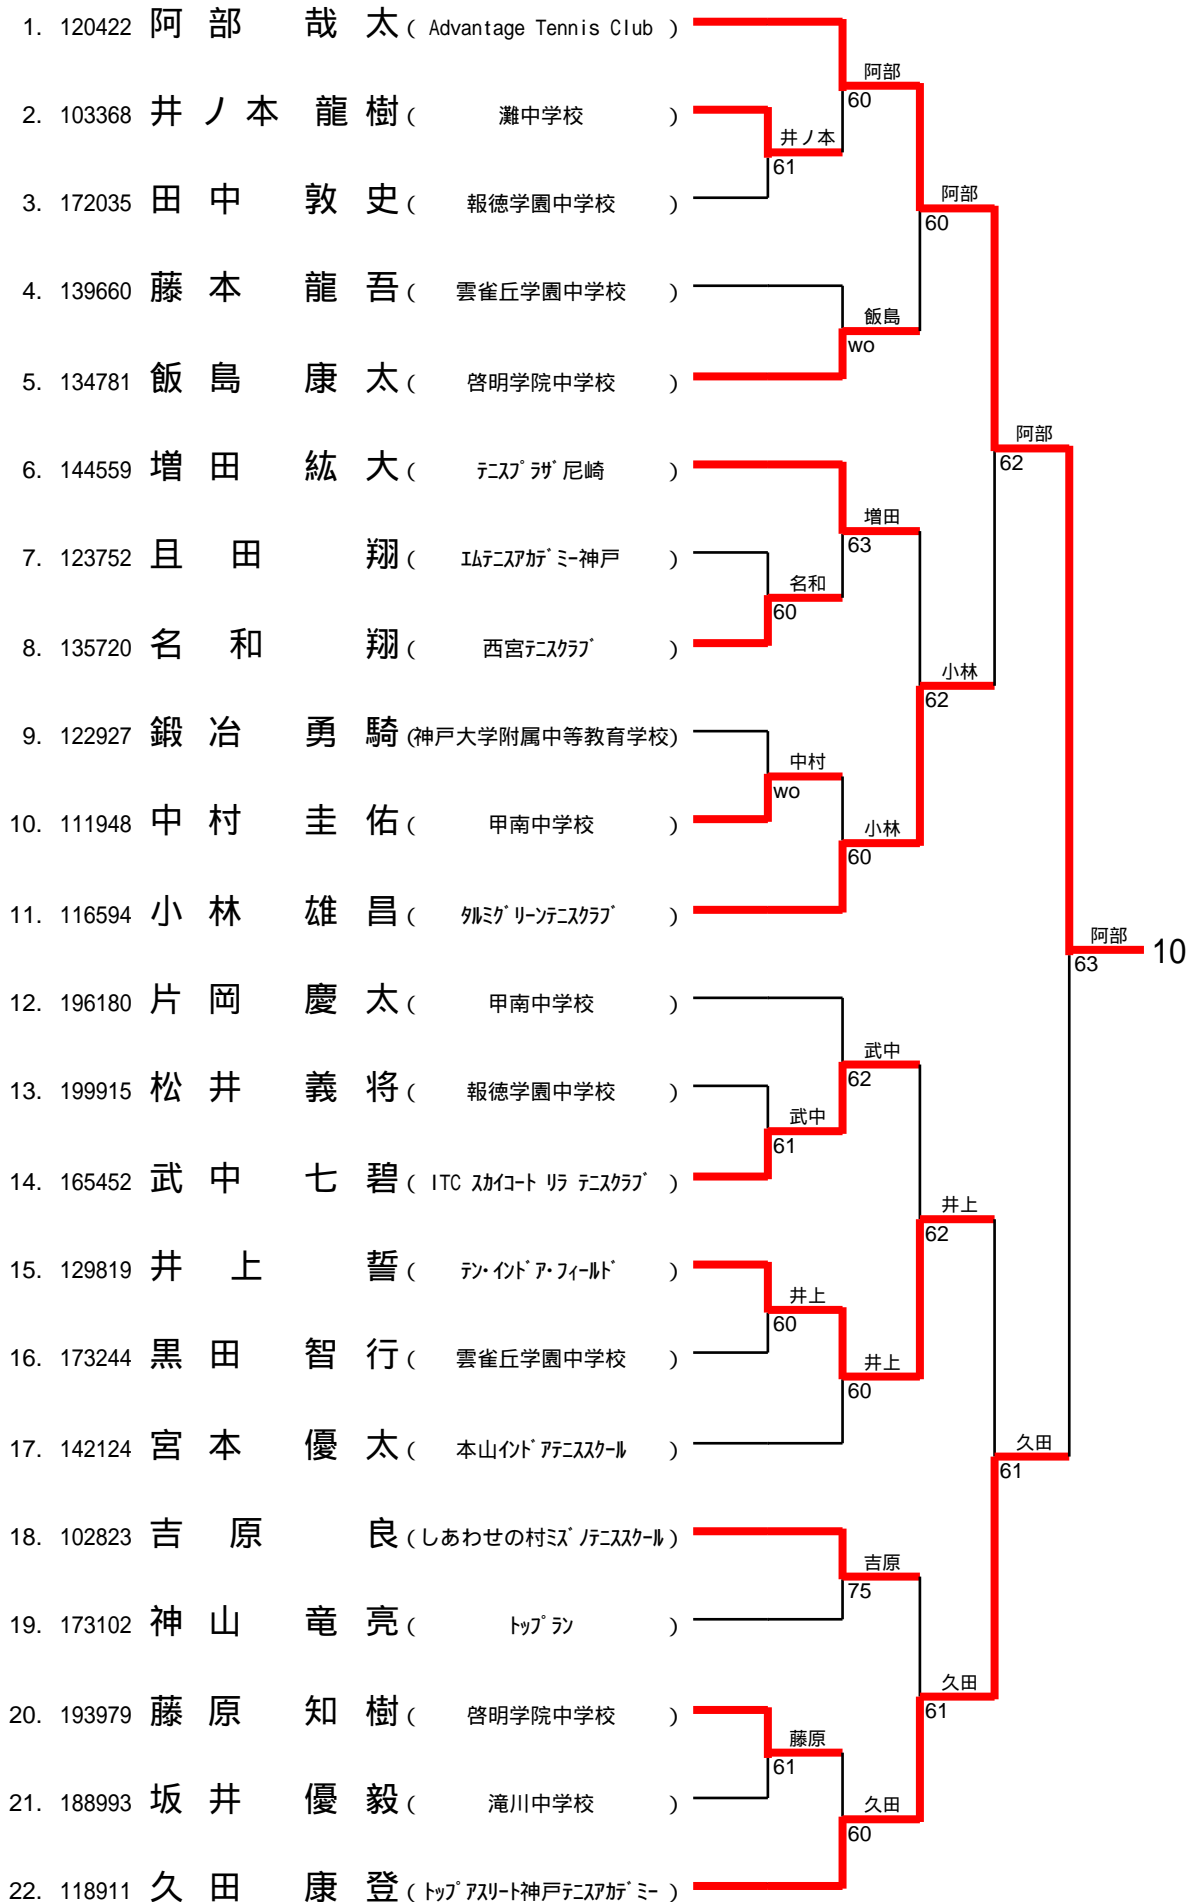 1. 120422 阿部 哉太 ( Advantage Tennis Club )
阿部
60
2. 103368 井ノ本 龍樹 ( 灘中学校 )
井ノ本
61
3. 172035 田中 敦史 ( 報徳学園中学校 )
阿部
60
4. 139660 藤本 龍吾 ( 雲雀丘学園中学校 )
飯島
wo
5. 134781 飯島 康太 ( 啓明学院中学校 )
阿部
62
6. 144559 増田 紘大 ( テニスプラザ尼崎 )
増田
63
7. 123752 且田 翔 ( エムテニスアカデミー神戸 )
名和
60
8. 135720 名和 翔 ( 西宮テニスクラブ )
小林
62
9. 122927 鍛冶 勇騎 (神戸大学附属中等教育学校)
中村
wo
10. 111948 中村 圭佑 ( 甲南中学校 )
小林
60
11. 116594 小林 雄昌 ( タルミグリーンテニスクラブ )
阿部
63
10
12. 196180 片岡 慶太 ( 甲南中学校 )
武中
62
13. 199915 松井 義将 ( 報徳学園中学校 )
武中
61
14. 165452 武中 七碧 ( ITC スカイコート リラ テニスクラブ )
井上
62
15. 129819 井上 誓 ( テン・インドア・フィールド )
井上
60
16. 173244 黒田 智行 ( 雲雀丘学園中学校 )
井上
60
17. 142124 宮本 優太 ( 本山インドアテニススクール )
久田
61
18. 102823 吉原 良 (しあわせの村ミズノテニススクール)
吉原
75
19. 173102 神山 竜亮 ( トップラン )
久田
61
20. 193979 藤原 知樹 ( 啓明学院中学校 )
藤原
61
21. 188993 坂井 優毅 ( 滝川中学校 )
久田
60
22. 118911 久田 康登 (トップアスリート神戸テニスアカデミー)